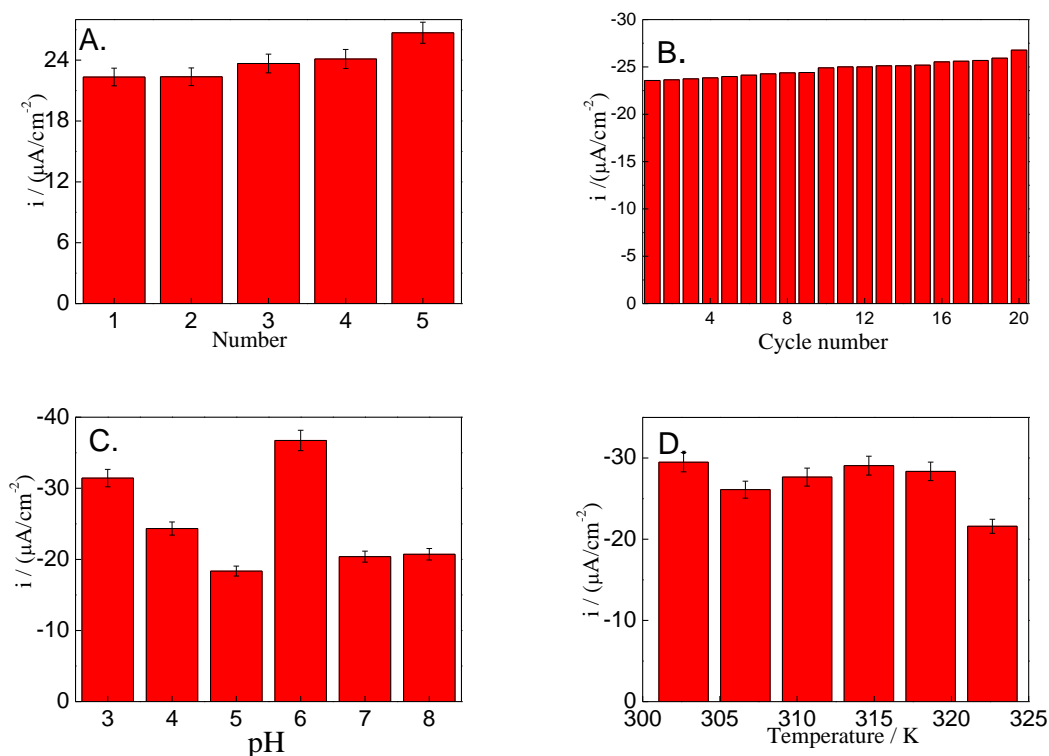 A.
i / (µA/cm-2)
24
18
12
6
0
1 2 3 4 5
Number
B.
i /(µA/cm-2)
-30
-25
-20
-15
-10
-5
0
4 8 12 16 20
Cycle number
C.
i / (µA/cm-2)
-40
-30
-20
-10
0
3 4 5 6 7 8
pH
D.
i / (µA/cm-2)
-30
-20
-10
0
300 305 310 315 320 325
Temperature / K